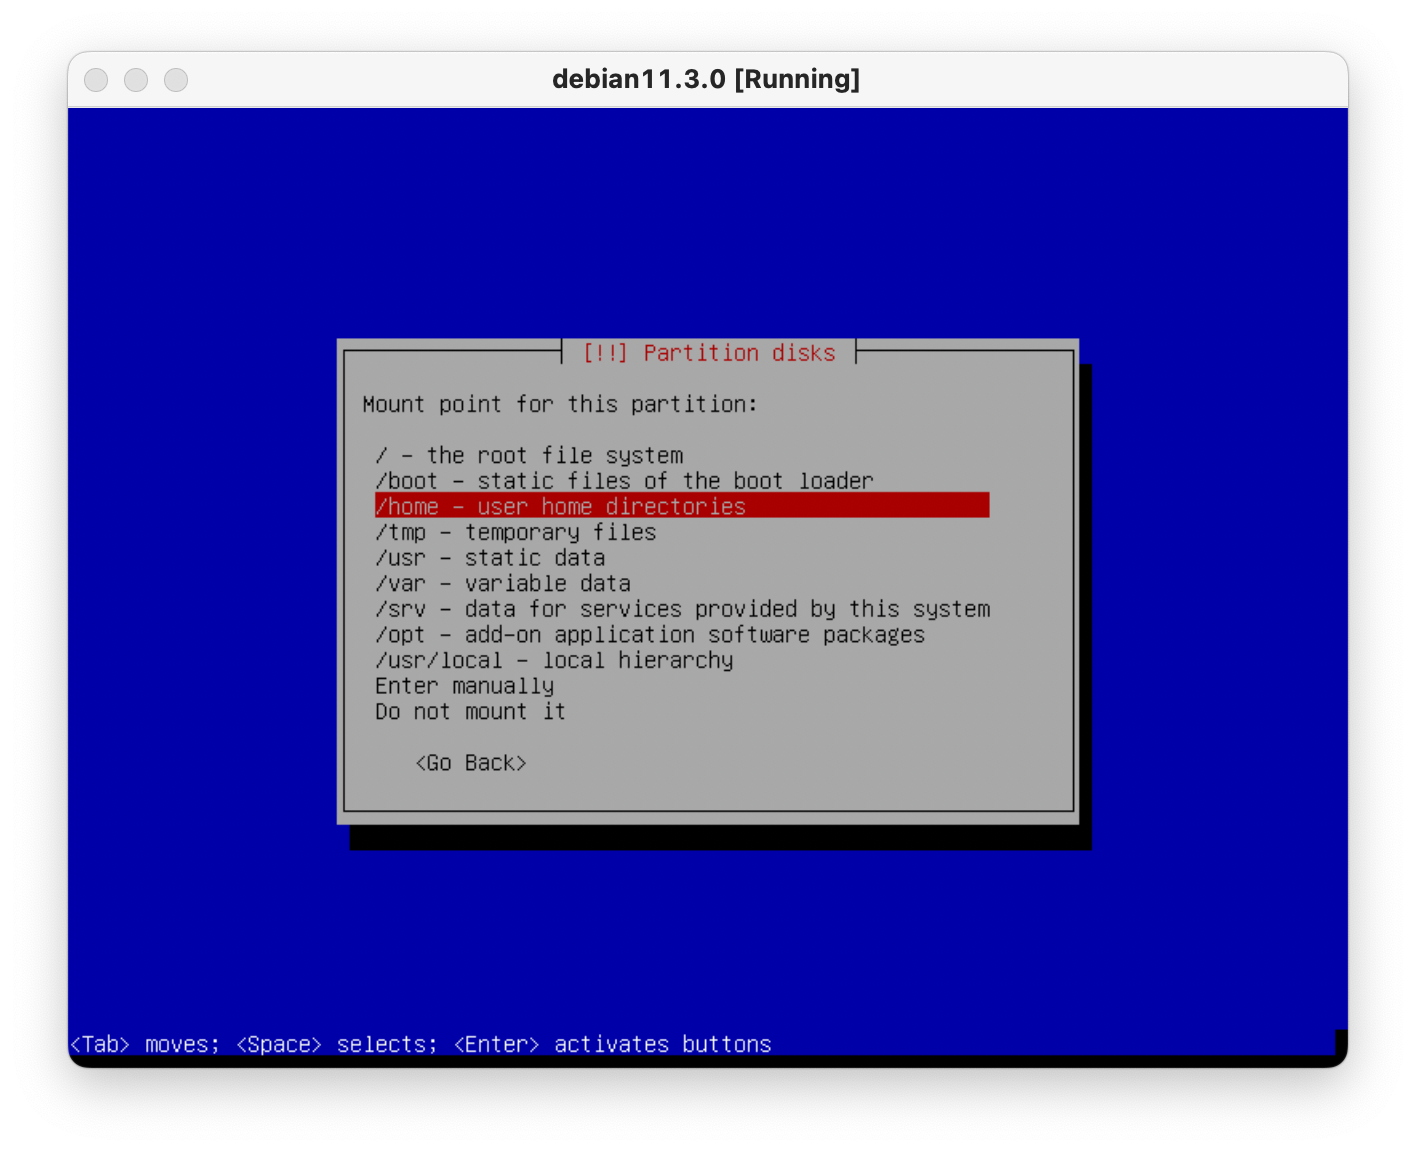 debian11.3.0 [Running]
[!!] Partition disks
Mount point for this partition:
/ – the root file system
/boot – static files of the boot loader
/home – user home directories
/tmp – temporary files
/usr – static data
/var – variable data
/srv – data for services provided by this system
/opt – add–on application software packages
/usr/local – local hierarchy
Enter manually
Do not mount it
<Go Back>
<Tab> moves; <Space> selects; <Enter> activates buttons